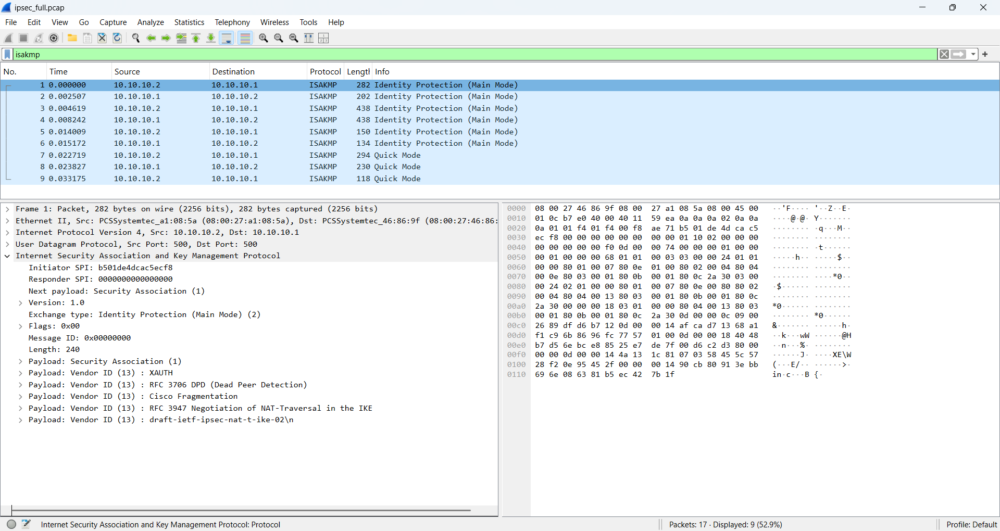 ipsec_full.pcap
File Edit View Go Capture Analyze Statistics Telephony Wireless Tools Help
isakmp
No. Time Source Destination Protocol Length Info
1 0.000000 10.10.10.2 10.10.10.1 ISAKMP 282 Identity Protection (Main Mode)
2 0.002507 10.10.10.1 10.10.10.2 ISAKMP 202 Identity Protection (Main Mode)
3 0.004619 10.10.10.2 10.10.10.1 ISAKMP 438 Identity Protection (Main Mode)
4 0.008242 10.10.10.1 10.10.10.2 ISAKMP 438 Identity Protection (Main Mode)
5 0.014009 10.10.10.2 10.10.10.1 ISAKMP 150 Identity Protection (Main Mode)
6 0.015172 10.10.10.1 10.10.10.2 ISAKMP 134 Identity Protection (Main Mode)
7 0.022719 10.10.10.2 10.10.10.1 ISAKMP 294 Quick Mode
8 0.023827 10.10.10.1 10.10.10.2 ISAKMP 230 Quick Mode
9 0.033175 10.10.10.2 10.10.10.1 ISAKMP 118 Quick Mode
Frame 1: Packet, 282 bytes on wire (2256 bits), 282 bytes captured (2256 bits)
Ethernet II, Src: PCSSystemtec_a1:08:5a (08:00:27:a1:08:5a), Dst: PCSSystemtec_46:86:9f (08:00:27:46:86:
Internet Protocol Version 4, Src: 10.10.10.2, Dst: 10.10.10.1
User Datagram Protocol, Src Port: 500, Dst Port: 500
Internet Security Association and Key Management Protocol
Initiator SPI: b501de4dcac5ecf8
Responder SPI: 0000000000000000
Next payload: Security Association (1)
Version: 1.0
Exchange type: Identity Protection (Main Mode) (2)
Flags: 0x00
Message ID: 0x00000000
Length: 240
Payload: Security Association (1)
Payload: Vendor ID (13) : XAUTH
Payload: Vendor ID (13) : RFC 3706 DPD (Dead Peer Detection)
Payload: Vendor ID (13) : Cisco Fragmentation
Payload: Vendor ID (13) : RFC 3947 Negotiation of NAT-Traversal in the IKE
Payload: Vendor ID (13) : draft-ietf-ipsec-nat-t-ike-02\n
0000 08 00 27 46 86 9f 08 00 27 a1 08 5a 08 00 45 00 ··'F···· '··Z··E·
0010 01 0c b7 e0 40 00 40 11 59 ea 0a 0a 0a 02 0a 0a ····@·@· Y·······
0020 0a 01 01 f4 01 f4 00 f8 ae 71 b5 01 de 4d ca c5 ········ ·q···M··
0030 ec f8 00 00 00 00 00 00 00 00 01 10 02 00 00 00 ········ ········
0040 00 00 00 00 00 f0 0d 00 00 74 00 00 00 01 00 00 ········ ·t······
0050 00 01 00 00 00 68 01 01 00 03 03 00 00 24 01 01 ·····h·· ·····$··
0060 00 00 80 01 00 07 80 0e 01 00 80 02 00 04 80 04 ········ ········
0070 00 0e 80 03 00 01 80 0b 00 01 80 0c 2a 30 03 00 ········ ····*0··
0080 00 24 02 01 00 00 80 01 00 07 80 0e 00 80 80 02 ·$······ ········
0090 00 04 80 04 00 13 80 03 00 01 80 0b 00 01 80 0c ········ ········
00a0 2a 30 00 00 00 18 03 01 00 00 80 04 00 13 80 03 *0······ ········
00b0 00 01 80 0b 00 01 80 0c 2a 30 0d 00 00 0c 09 00 ········ *0······
00c0 26 89 df d6 b7 12 0d 00 00 14 af ca d7 13 68 a1 &······· ······h·
00d0 f1 c9 6b 86 96 fc 77 57 01 00 0d 00 00 18 40 48 ··k···wW ······@H
00e0 b7 d5 6e bc e8 85 25 e7 de 7f 00 d6 c2 d3 80 00 ··n···%· ········
00f0 00 00 0d 00 00 14 4a 13 1c 81 07 03 58 45 5c 57 ······J· ····XE\W
0100 28 f2 0e 95 45 2f 00 00 00 14 90 cb 80 91 3e bb (···E/·· ······>·
0110 69 6e 08 63 81 b5 ec 42 7b 1f in·c···B {·
Internet Security Association and Key Management Protocol: Protocol
Packets: 17 · Displayed: 9 (52.9%)
Profile: Default